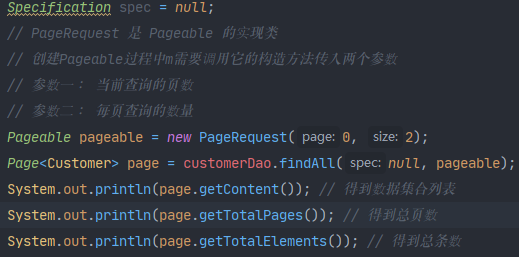 Specification spec = null;
// PageRequest 是 Pageable 的实现类
// 创建Pageable过程中m需要调用它的构造方法传入两个参数
// 参数一： 当前查询的页数
// 参数二： 每页查询的数量
Pageable pageable = new PageRequest( page: 0, size: 2);
Page<Customer> page = customerDao.findAll( spec: null, pageable);
System.out.println(page.getContent()); // 得到数据集合列表
System.out.println(page.getTotalPages()); // 得到总页数
System.out.println(page.getTotalElements()); // 得到总条数